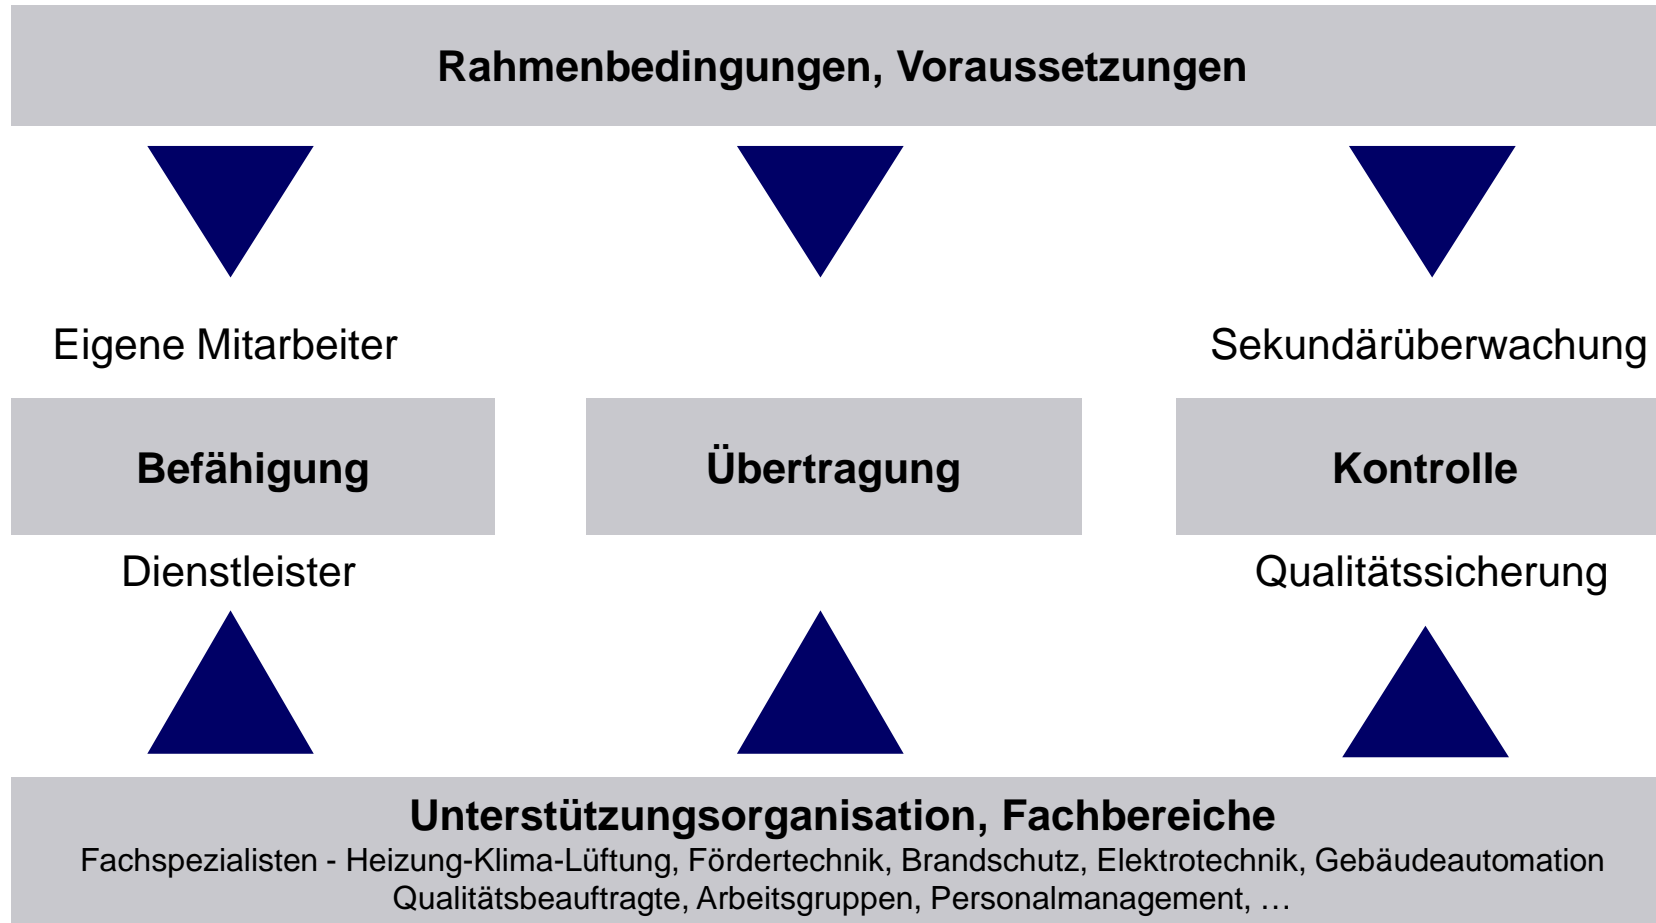 Rahmenbedingungen, Voraussetzungen
Eigene Mitarbeiter
Sekundärüberwachung
Befähigung
Übertragung
Kontrolle
Dienstleister
Qualitätssicherung
Unterstützungsorganisation, Fachbereiche
Fachspezialisten - Heizung-Klima-Lüftung, Fördertechnik, Brandschutz, Elektrotechnik, Gebäudeautomation
Qualitätsbeauftragte, Arbeitsgruppen, Personalmanagement, …